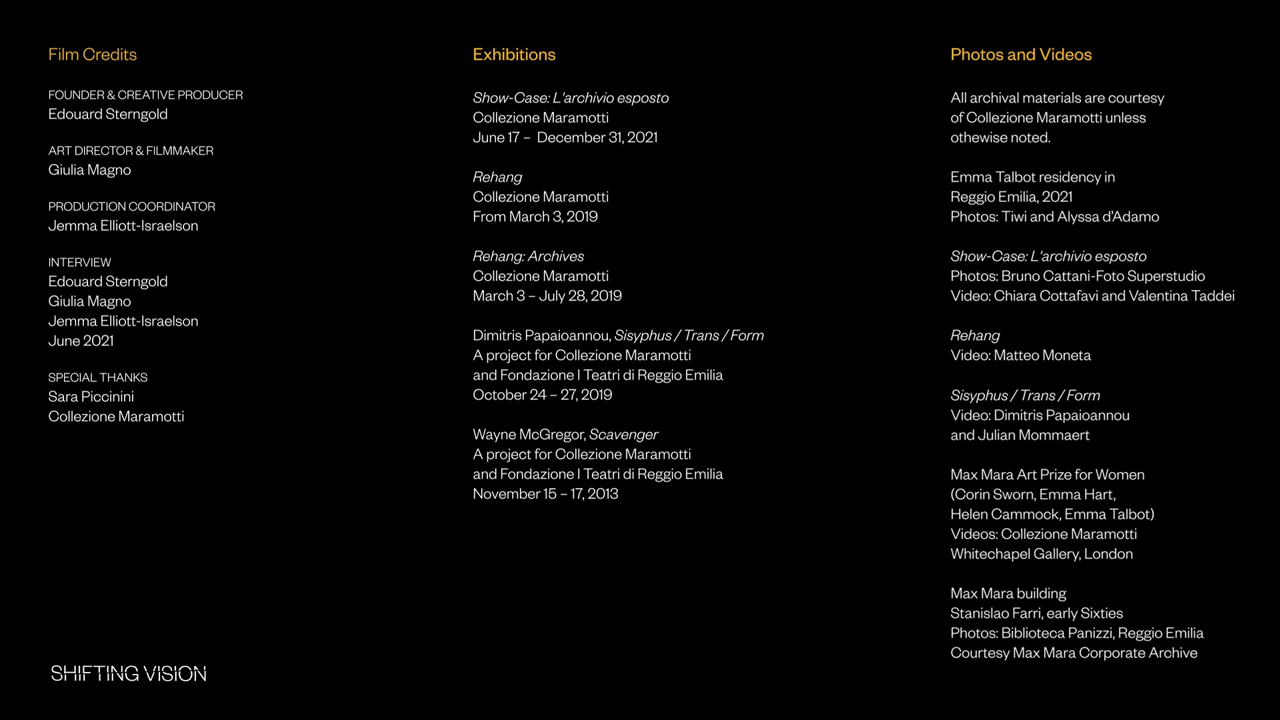 Film Credits
FOUNDER & CREATIVE PRODUCER
Edouard Sterngold
ART DIRECTOR & FILMMAKER
Giulia Magno
PRODUCTION COORDINATOR
Jemma Elliott-Israelson
INTERVIEW
Edouard Sterngold
Giulia Magno
Jemma Elliott-Israelson
June 2021
SPECIAL THANKS
Sara Piccinini
Collezione Maramotti
SHIFTING VISION
Exhibitions
Show-Case: L'archivio esposto
Collezione Maramotti
June 17 – December 31, 2021
Rehang
Collezione Maramotti
From March 3, 2019
Rehang: Archives
Collezione Maramotti
March 3 – July 28, 2019
Dimitris Papaioannou, Sisyphus / Trans / Form
A project for Collezione Maramotti
and Fondazione I Teatri di Reggio Emilia
October 24 – 27, 2019
Wayne McGregor, Scavenger
A project for Collezione Maramotti
and Fondazione I Teatri di Reggio Emilia
November 15 – 17, 2013
Photos and Videos
All archival materials are courtesy
of Collezione Maramotti unless
othewise noted.
Emma Talbot residency in
Reggio Emilia, 2021
Photos: Tiwi and Alyssa d'Adamo
Show-Case: L'archivio esposto
Photos: Bruno Cattani-Foto Superstudio
Video: Chiara Cottafavi and Valentina Taddei
Rehang
Video: Matteo Moneta
Sisyphus / Trans / Form
Video: Dimitris Papaioannou
and Julian Mommaert
Max Mara Art Prize for Women
(Corin Sworn, Emma Hart,
Helen Cammock, Emma Talbot)
Videos: Collezione Maramotti
Whitechapel Gallery, London
Max Mara building
Stanislao Farri, early Sixties
Photos: Biblioteca Panizzi, Reggio Emilia
Courtesy Max Mara Corporate Archive